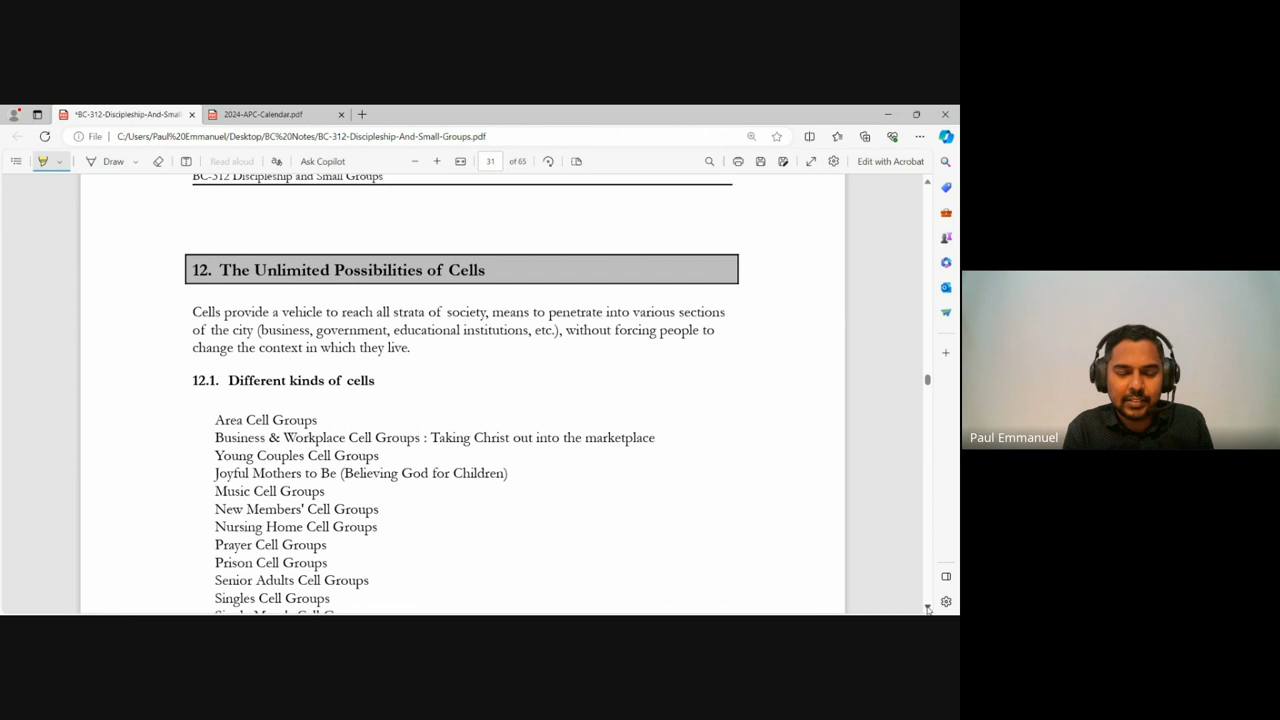 *BC-312-Discipleship-And-Small-
2024-APC-Calendar.pdf
File
C:/Users/Paul%20Emmanuel/Desktop/BC%20Notes/BC-312-Discipleship-And-Small-Groups.pdf
Draw
Read aloud
Ask Copilot
31 of 65
Edit with Acrobat
BC-312 Discipleship and Small Groups
12. The Unlimited Possibilities of Cells
Cells provide a vehicle to reach all strata of society, means to penetrate into various sections
of the city (business, government, educational institutions, etc.), without forcing people to
change the context in which they live.
12.1. Different kinds of cells
Area Cell Groups
Business & Workplace Cell Groups : Taking Christ out into the marketplace
Young Couples Cell Groups
Joyful Mothers to Be (Believing God for Children)
Music Cell Groups
New Members' Cell Groups
Nursing Home Cell Groups
Prayer Cell Groups
Prison Cell Groups
Senior Adults Cell Groups
Singles Cell Groups
Paul Emmanuel